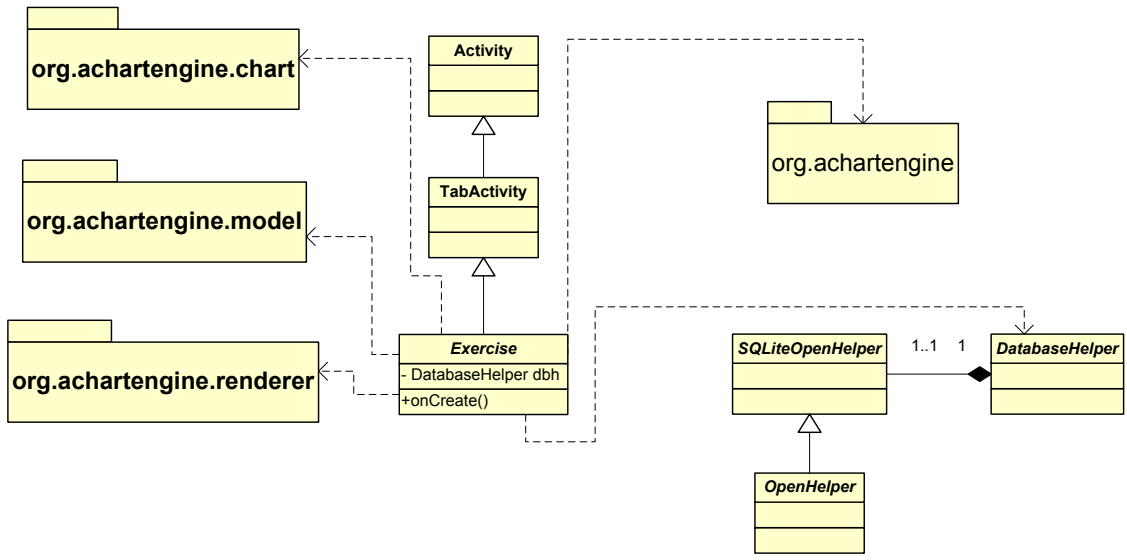 org.achartengine.chart
Activity
org.achartengine
org.achartengine.model
TabActivity
org.achartengine.renderer
Exercise
- DatabaseHelper dbh
+onCreate()
SQLiteOpenHelper
1..1
1
DatabaseHelper
OpenHelper